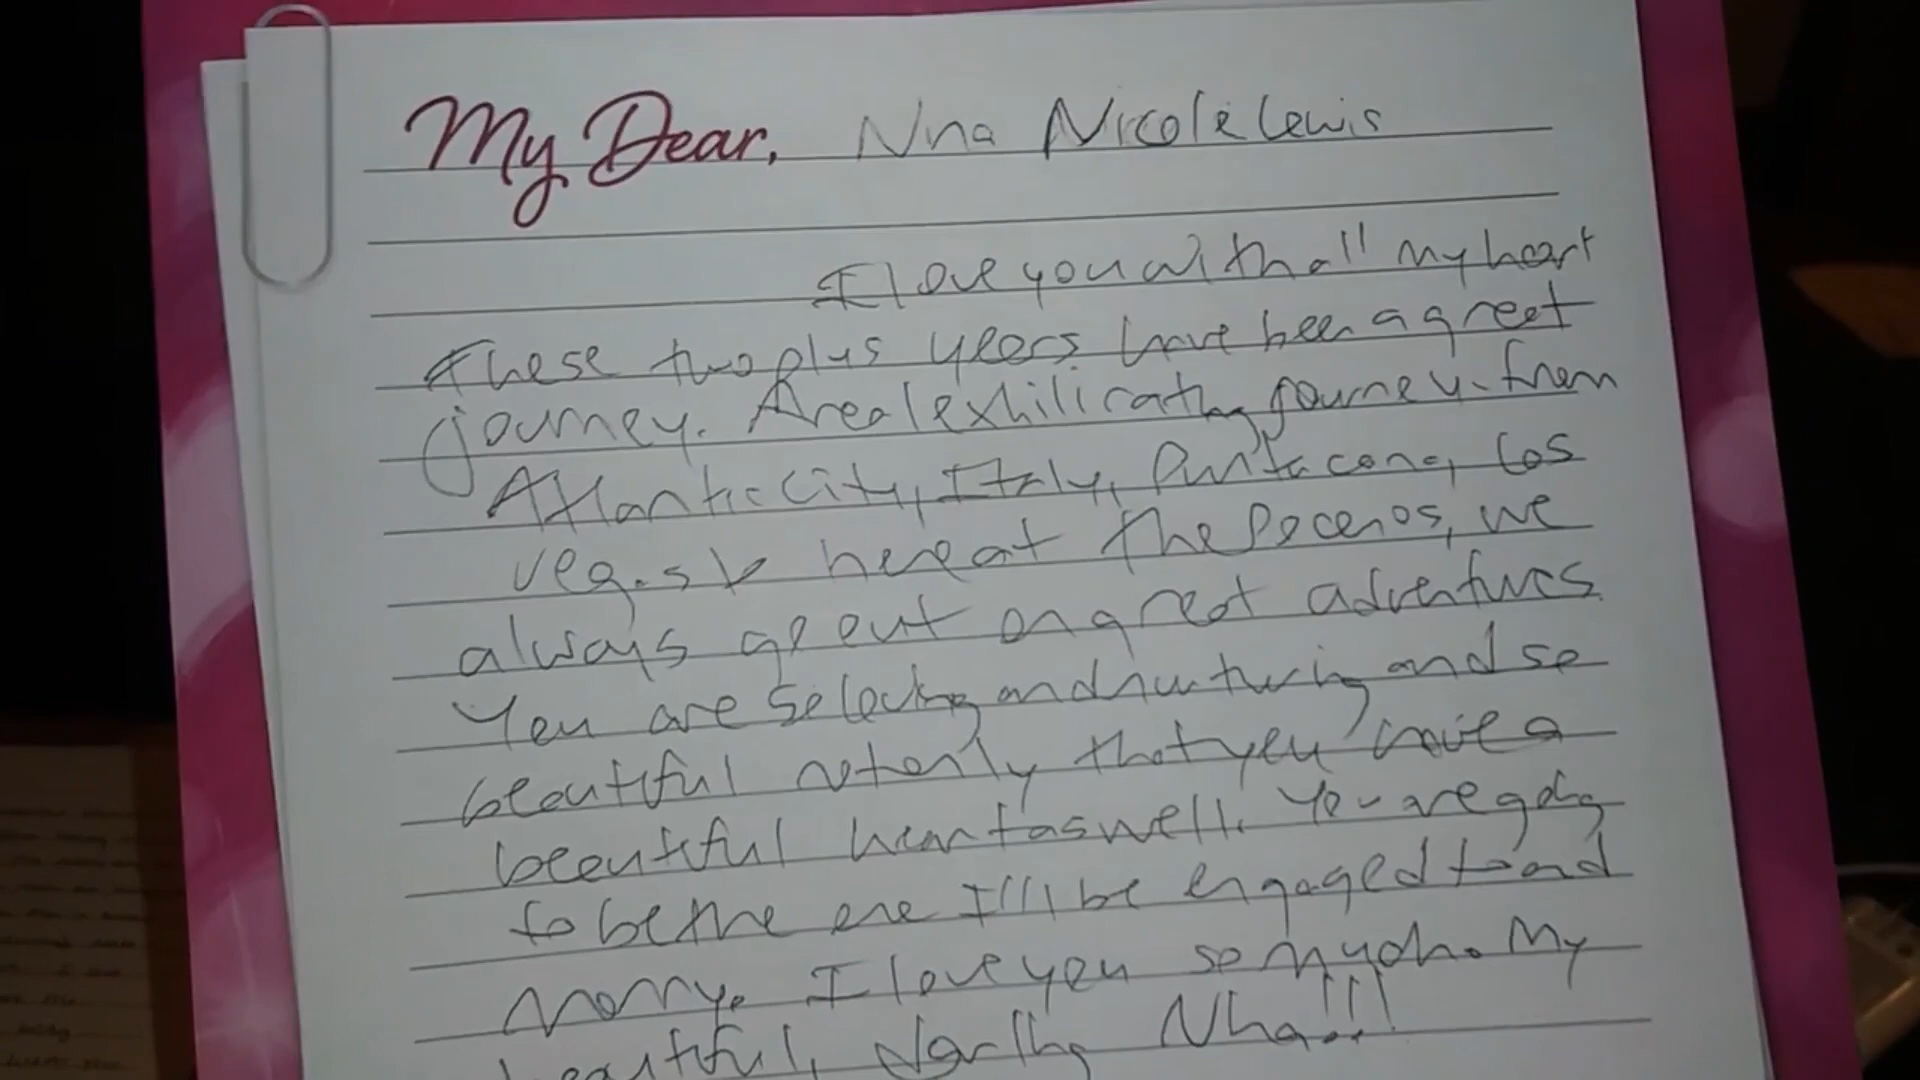 My Dear, Nina Nicole Lewis
I love you with all my heart
These two plus years have been a great
journey. A real exhilirating journey. from
Atlantic City, Italy, Punta cana, Las
vegas & here at the Poconos, we
always go out on great adventures
You are so loving and nurturing and so
beautiful not only that you have a
beautiful heart as well. You are going
to be the one I'll be engaged to and
marry. I love you so much. My
beautiful, darling Nina!!!